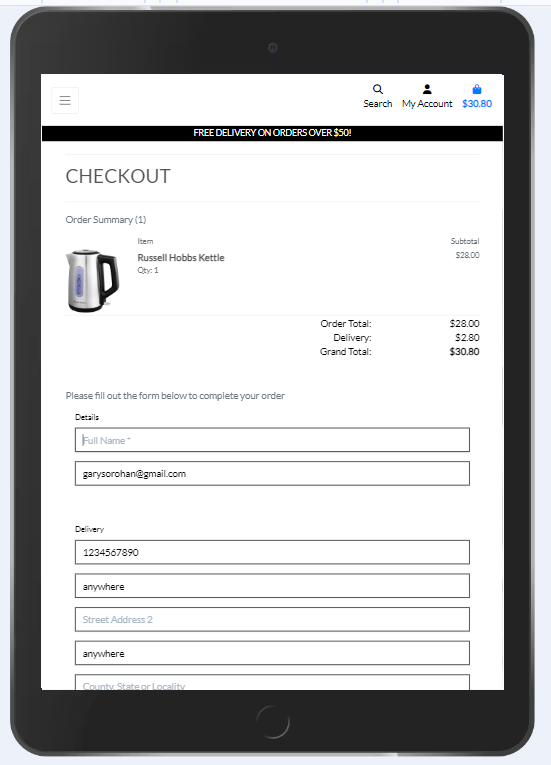 Search My Account $30.80
FREE DELIVERY ON ORDERS OVER $50!
CHECKOUT
Order Summary (1)
Item Subtotal
Russell Hobbs Kettle $28.00
Qty: 1
Order Total: $28.00
Delivery: $2.80
Grand Total: $30.80
Please fill out the form below to complete your order
Details
Full Name *
garysorohan@gmail.com
Delivery
1234567890
anywhere
Street Address 2
anywhere
County, State or Locality